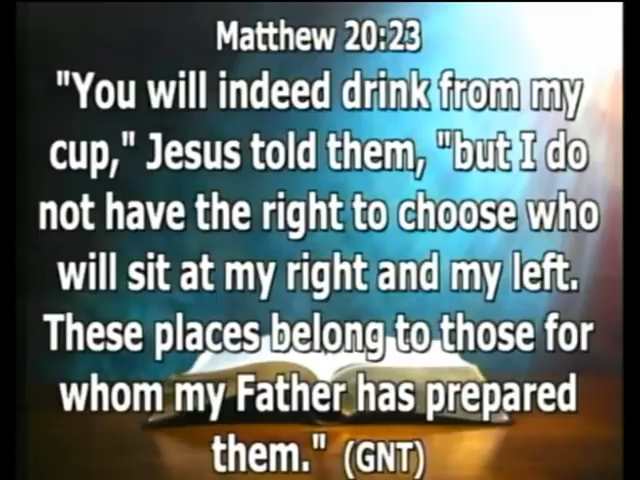 Matthew 20:23
"You will indeed drink from my
cup," Jesus told them, "but I do
not have the right to choose who
will sit at my right and my left.
These places belong to those for
whom my Father has prepared
them." (GNT)